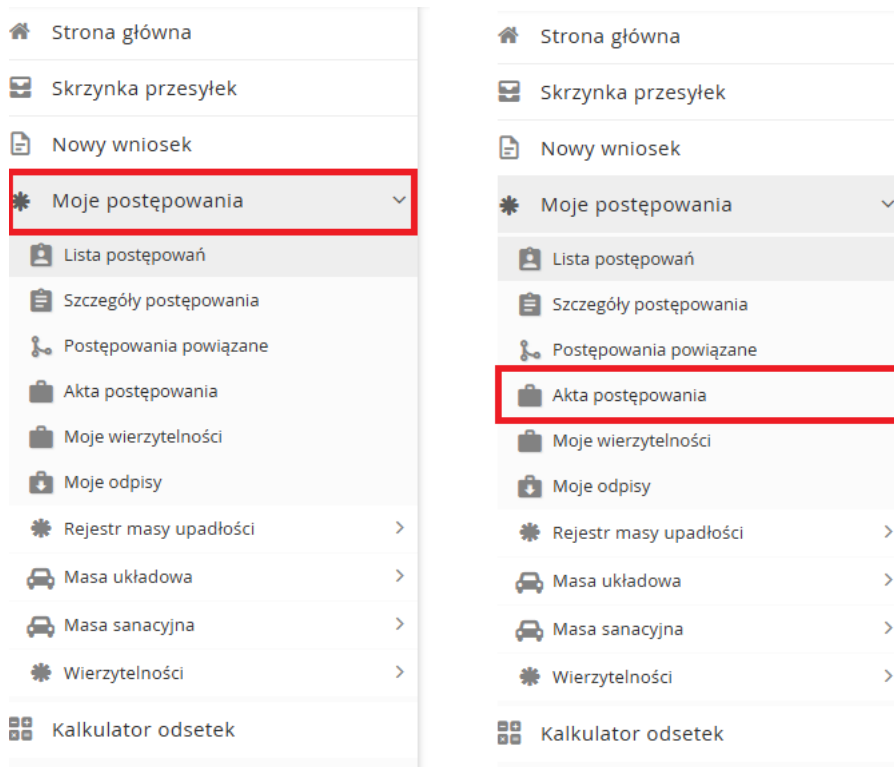 Strona główna
Skrzynka przesyłek
Nowy wniosek
Moje postępowania
Lista postępowań
Szczegóły postępowania
Postępowania powiązane
Akta postępowania
Moje wierzytelności
Moje odpisy
Rejestr masy upadłości
Masa układowa
Masa sanacyjna
Wierzytelności
Kalkulator odsetek
Strona główna
Skrzynka przesyłek
Nowy wniosek
Moje postępowania
Lista postępowań
Szczegóły postępowania
Postępowania powiązane
Akta postępowania
Moje wierzytelności
Moje odpisy
Rejestr masy upadłości
Masa układowa
Masa sanacyjna
Wierzytelności
Kalkulator odsetek